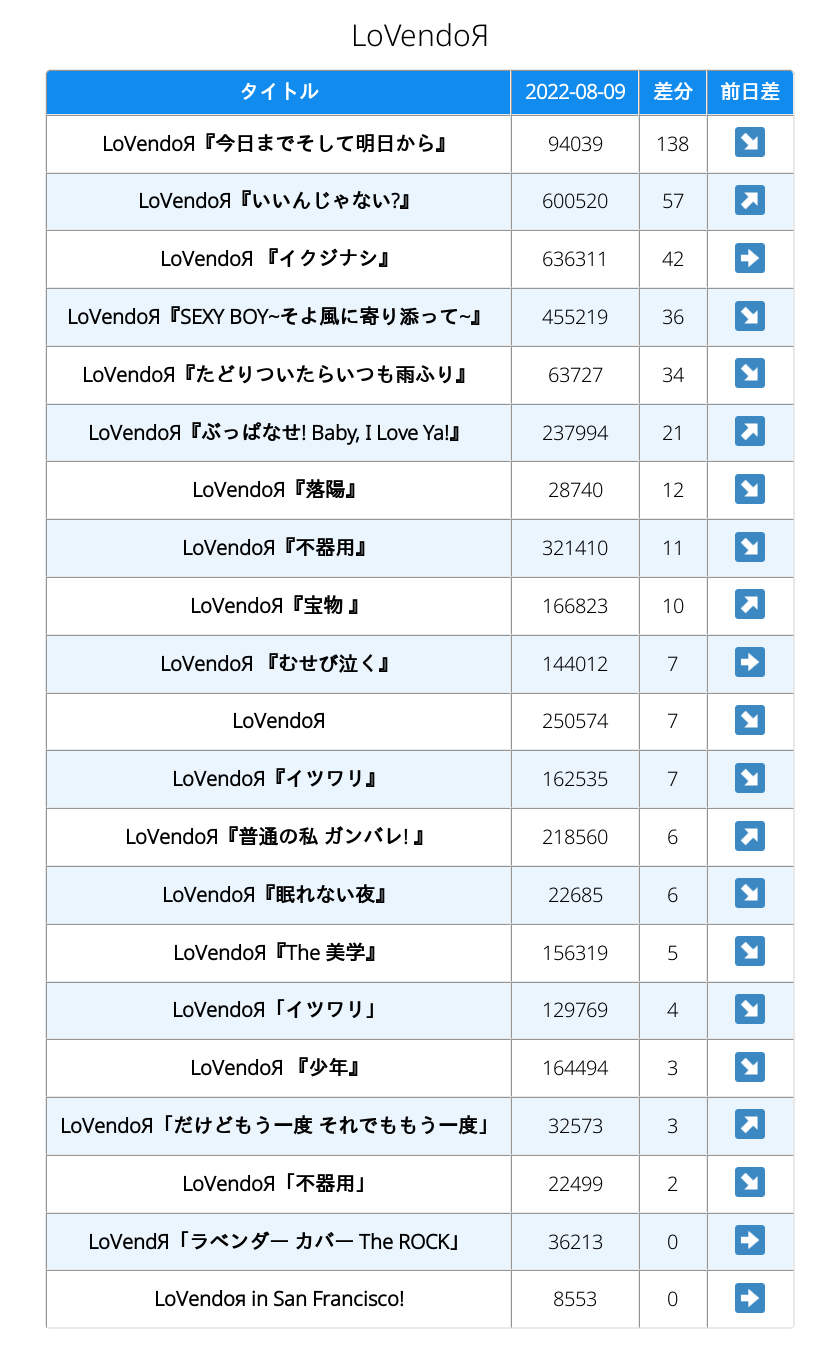 LoVendoЯ
タイトル 2022-08-09 差分 前日差
LoVendoЯ『今日までそして明日から』 94039 138
LoVendoЯ『いいんじゃない?』 600520 57
LoVendoЯ 『イクジナシ』 636311 42
LoVendoЯ『SEXY BOY~そよ風に寄り添って~』 455219 36
LoVendoЯ『たどりついたらいつも雨ふり』 63727 34
LoVendoЯ『ぶっぱなせ! Baby, I Love Ya!』 237994 21
LoVendoЯ『落陽』 28740 12
LoVendoЯ『不器用』 321410 11
LoVendoЯ『宝物 』 166823 10
LoVendoЯ 『むせび泣く』 144012 7
LoVendoЯ 250574 7
LoVendoЯ『イツワリ』 162535 7
LoVendoЯ『普通の私 ガンバレ! 』 218560 6
LoVendoЯ『眠れない夜』 22685 6
LoVendoЯ『The 美学』 156319 5
LoVendoЯ「イツワリ」 129769 4
LoVendoЯ 『少年』 164494 3
LoVendoЯ「だけどもう一度 それでももう一度」 32573 3
LoVendoЯ「不器用」 22499 2
LoVendЯ「ラベンダー カバー The ROCK」 36213 0
LoVendoя in San Francisco! 8553 0